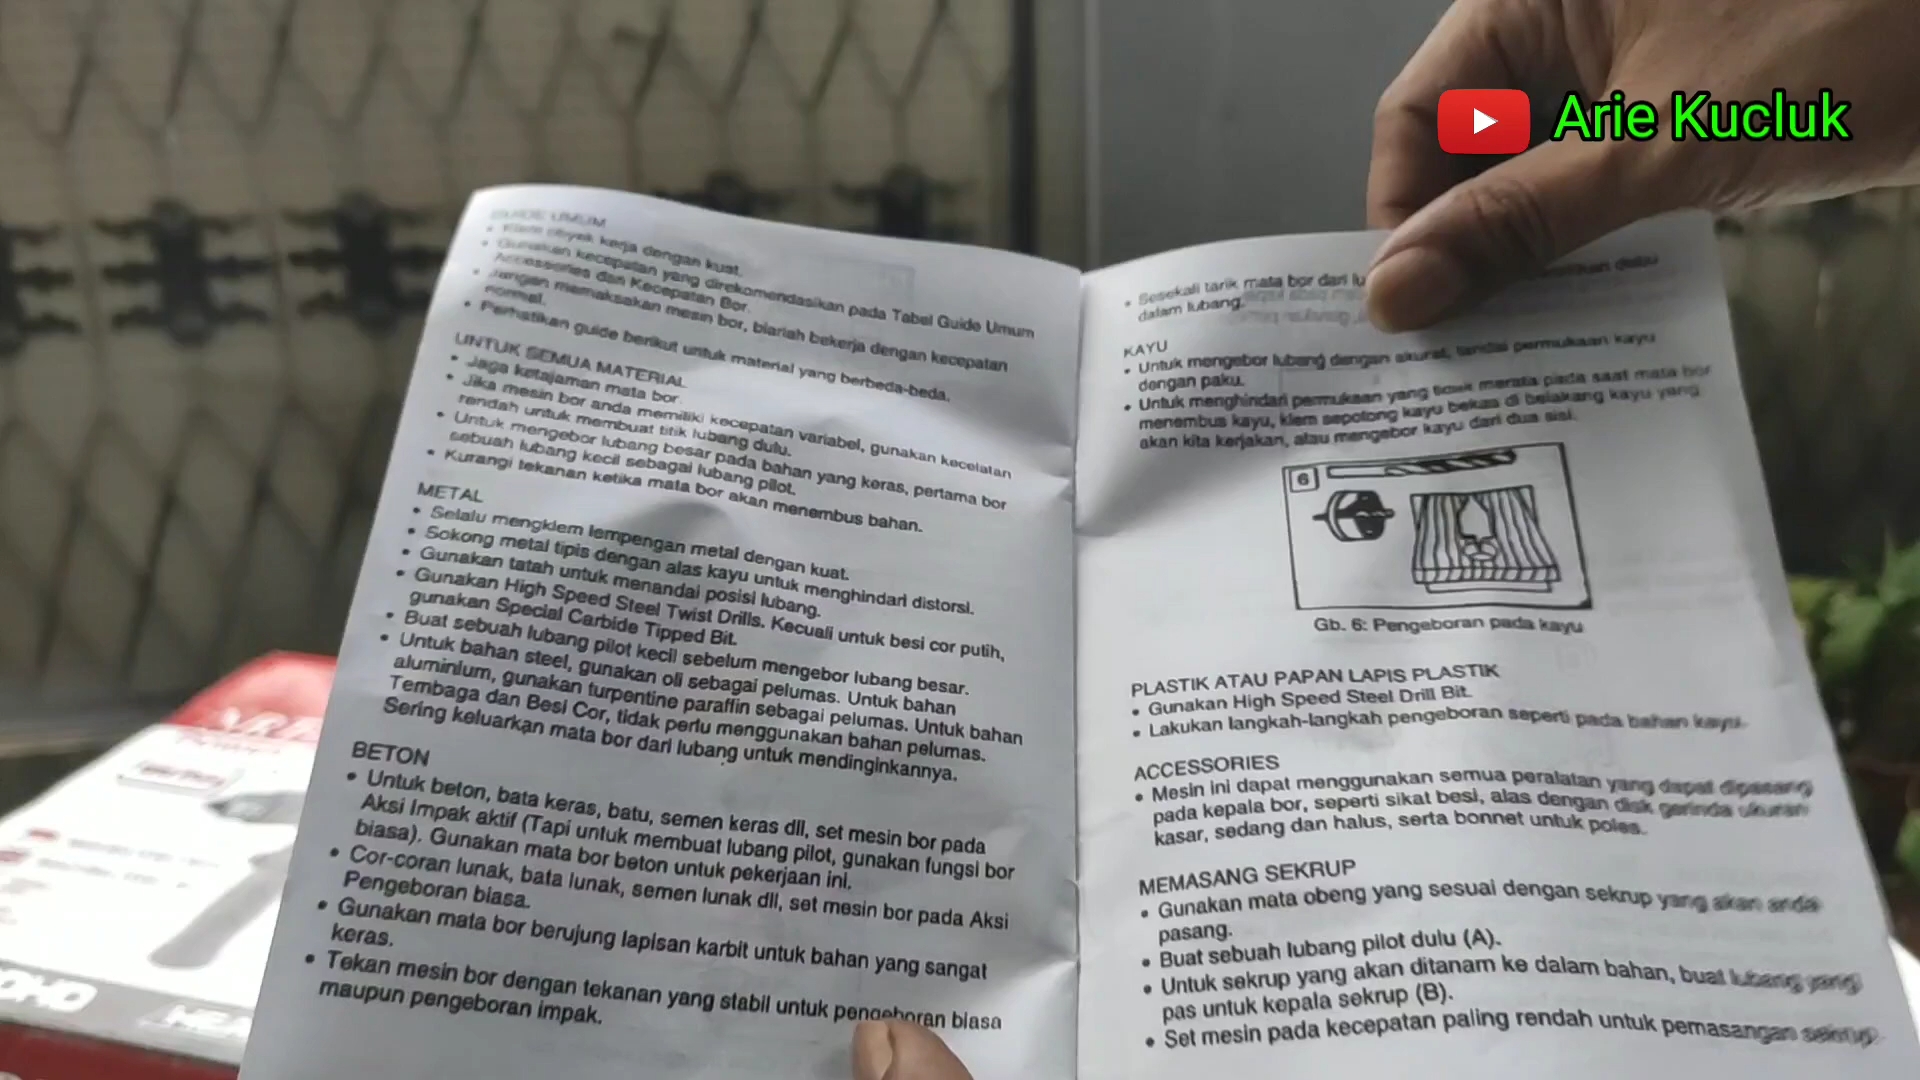 Arie Kucluk
GUIDE UMUM
• Klem obyek kerja dengan kuat.
• Gunakan kecepatan yang direkomendasikan pada Tabel Guide Umum
Accessories dan Kecepatan Bor.
• Jangan memaksakan mesin bor, biarlah bekerja dengan kecepatan
normal.
• Perhatikan guide berikut untuk material yang berbeda-beda.
UNTUK SEMUA MATERIAL
• Jaga ketajaman mata bor.
• Jika mesin bor anda memiliki kecepatan variabel, gunakan kecelatan
rendah untuk membuat titik lubang dulu.
• Untuk mengebor lubang besar pada bahan yang keras, pertama bor
sebuah lubang kecil sebagai lubang pilot.
• Kurangi tekanan ketika mata bor akan menembus bahan.
METAL
• Selalu mengklem lempengan metal dengan kuat.
• Sokong metal tipis dengan alas kayu untuk menghindari distorsi.
• Gunakan tatah untuk menandai posisi lubang.
• Gunakan High Speed Steel Twist Drills. Kecuali untuk besi cor putih,
gunakan Special Carbide Tipped Bit.
• Buat sebuah lubang pilot kecil sebelum mengebor lubang besar.
• Untuk bahan steel, gunakan oli sebagai pelumas. Untuk bahan
aluminium, gunakan turpentine paraffin sebagai pelumas. Untuk bahan
Tembaga dan Besi Cor, tidak perlu menggunakan bahan pelumas.
Sering keluarkan mata bor dari lubang untuk mendinginkannya.
BETON
• Untuk beton, bata keras, batu, semen keras dll, set mesin bor pada
Aksi Impak aktif (Tapi untuk membuat lubang pilot, gunakan fungsi bor
biasa). Gunakan mata bor beton untuk pekerjaan ini.
• Cor-coran lunak, bata lunak, semen lunak dll, set mesin bor pada Aksi
Pengeboran biasa.
• Gunakan mata bor berujung lapisan karbit untuk bahan yang sangat
keras.
• Tekan mesin bor dengan tekanan yang stabil untuk pengeboran biasa
maupun pengeboran impak.
• Sesekali tarik mata bor dari debu
dalam lubang.
KAYU
• Untuk mengebor lubang dengan akurat, tandai permukaan kayu
dengan paku.
• Untuk menghindari permukaan yang tidak merata pada saat mata bor
menembus kayu, klem sepotong kayu bekas di belakang kayu yang
akan kita kerjakan, atau mengebor kayu dari dua sisi.
6
Gb. 6: Pengeboran pada kayu
PLASTIK ATAU PAPAN LAPIS PLASTIK
• Gunakan High Speed Steel Drill Bit.
• Lakukan langkah-langkah pengeboran seperti pada bahan kayu.
ACCESSORIES
• Mesin ini dapat menggunakan semua peralatan yang dapat dipasang
pada kepala bor, seperti sikat besi, alas dengan disk gerinda ukuran
kasar, sedang dan halus, serta bonnet untuk poles.
MEMASANG SEKRUP
• Gunakan mata obeng yang sesuai dengan sekrup yang akan anda
pasang.
• Buat sebuah lubang pilot dulu (A).
• Untuk sekrup yang akan ditanam ke dalam bahan, buat lubang yang
pas untuk kepala sekrup (B).
• Set mesin pada kecepatan paling rendah untuk pemasangan sekrup.